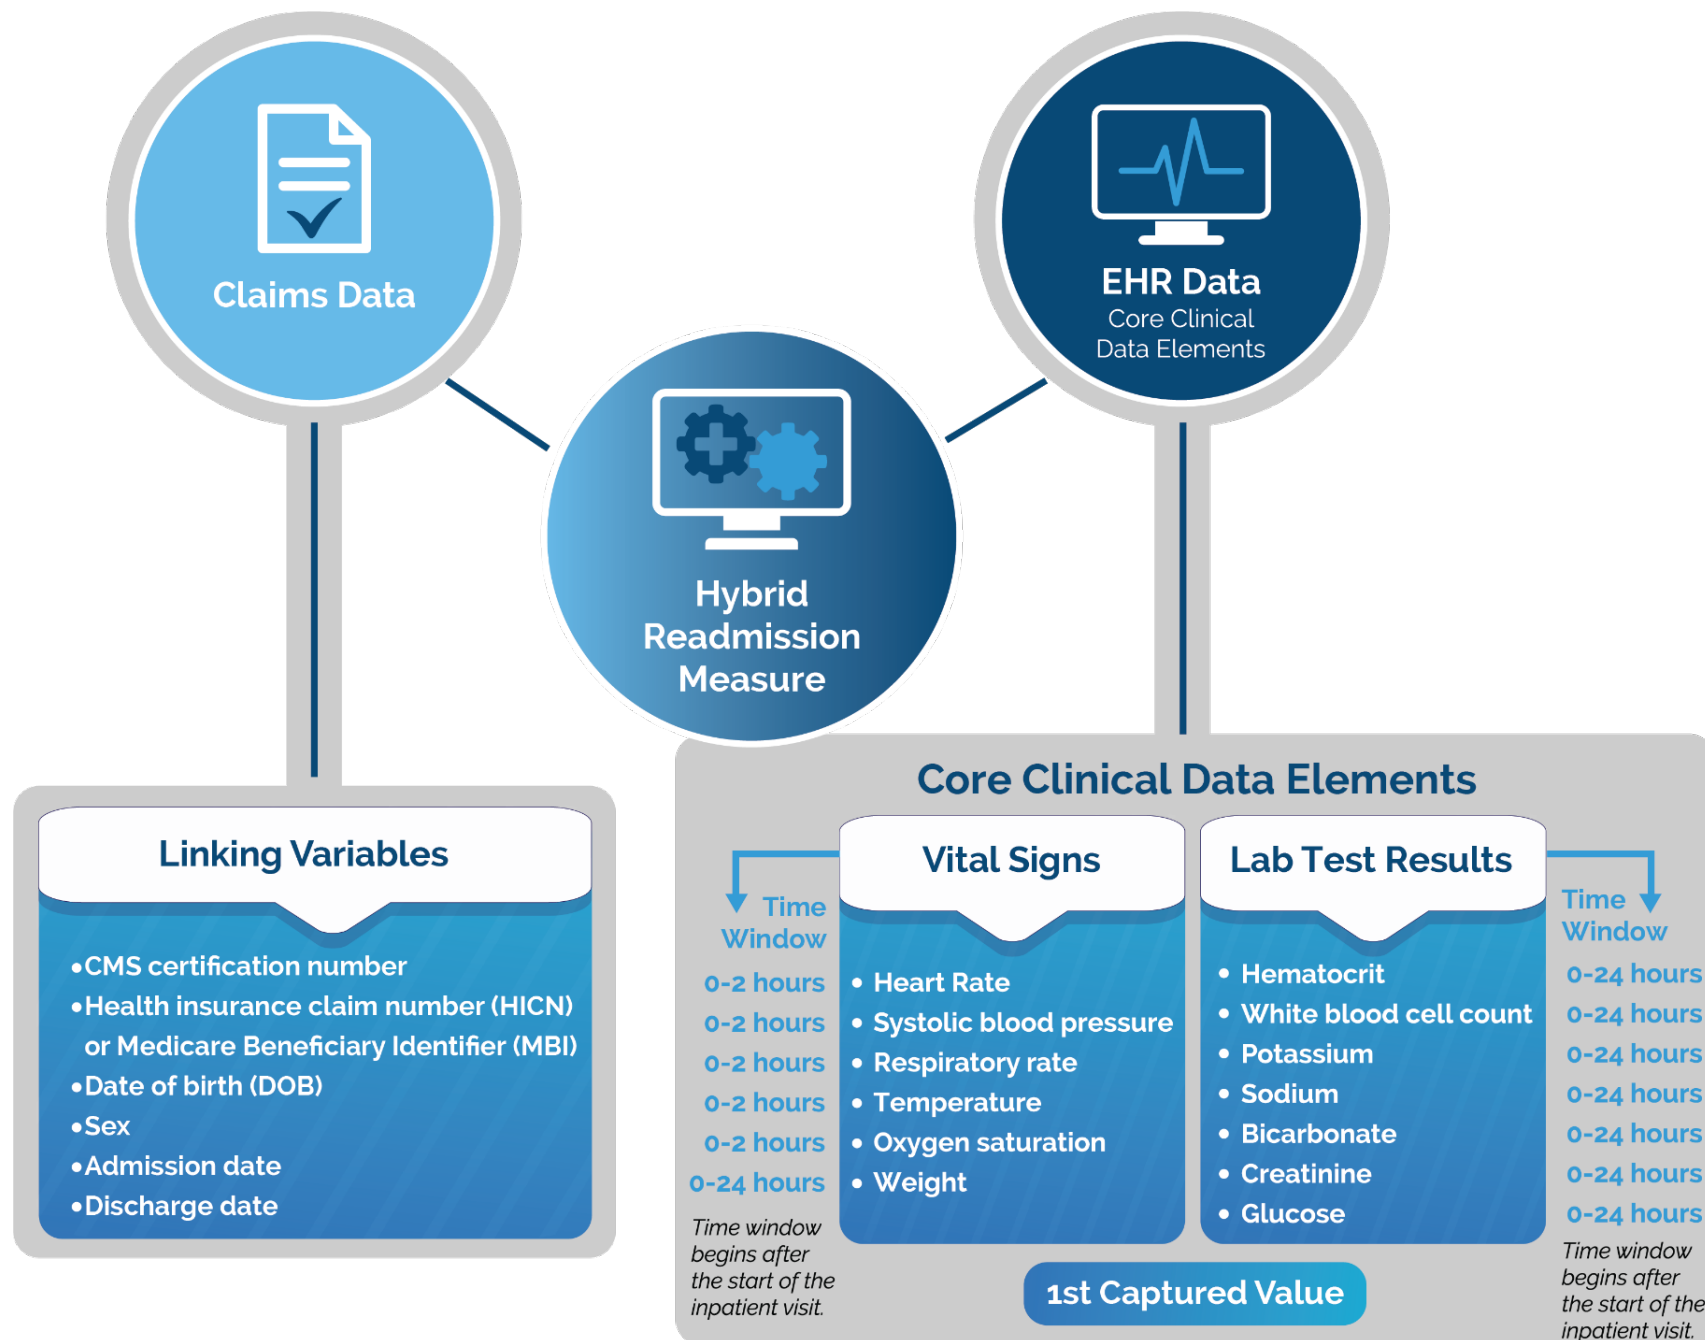 Claims Data
EHR Data
Core Clinical
Data Elements
Hybrid
Readmission
Measure
Linking Variables
•CMS certification number
•Health insurance claim number (HICN)
or Medicare Beneficiary Identifier (MBI)
•Date of birth (DOB)
•Sex
•Admission date
•Discharge date
Core Clinical Data Elements
Time
Window
0-2 hours
0-2 hours
0-2 hours
0-2 hours
0-2 hours
0-24 hours
Time window
begins after
the start of the
inpatient visit.
Vital Signs
• Heart Rate
• Systolic blood pressure
• Respiratory rate
• Temperature
• Oxygen saturation
• Weight
Lab Test Results
• Hematocrit
• White blood cell count
• Potassium
• Sodium
• Bicarbonate
• Creatinine
• Glucose
Time
Window
0-24 hours
0-24 hours
0-24 hours
0-24 hours
0-24 hours
0-24 hours
0-24 hours
Time window
begins after
the start of the
inpatient visit.
1st Captured Value